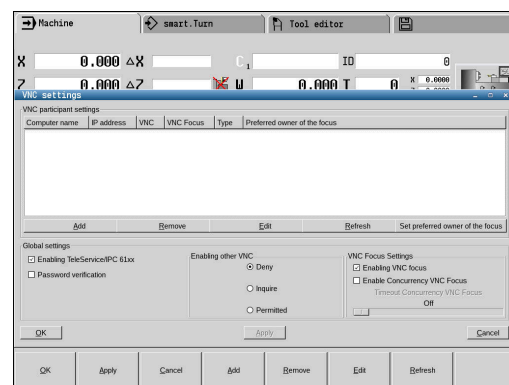 Machine smart.Turn Tool editor
X 0.000 △X C 1 ID 0
Z 0.000 △Z W 0.000 T 0 X 0.0000
VNC settings
VNC participant settings
Computer name IP address VNC VNC Focus Type Preferred owner of the focus
Add Remove Edit Refresh Set preferred owner of the focus
Global settings
Enabling TeleService/IPC 61xx
Password verification
Enabling other VNC
Deny
Inquire
Permitted
VNC Focus Settings
Enabling VNC focus
Enable Concurrency VNC Focus
Timeout Concurrency VNC Focus
Off
OK Apply Cancel
OK Apply Cancel Add Remove Edit Refresh